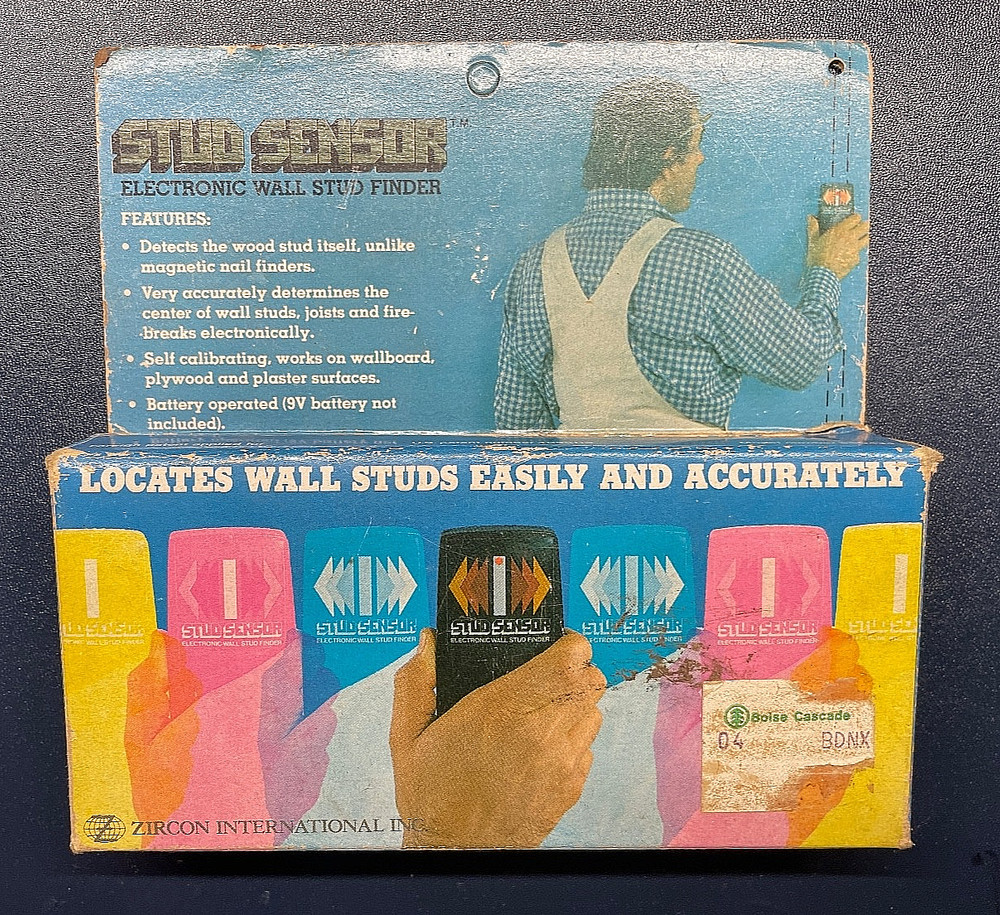 STUD SENSOR™
ELECTRONIC WALL STUD FINDER
FEATURES:
• Detects the wood stud itself, unlike
magnetic nail finders.
• Very accurately determines the
center of wall studs, joists and fire-
breaks electronically.
• Self calibrating, works on wallboard,
plywood and plaster surfaces.
• Battery operated (9V battery not
included).
LOCATES WALL STUDS EASILY AND ACCURATELY
STUD SENSOR
ELECTRONIC WALL STUD FINDER
STUD SENSOR
ELECTRONIC WALL STUD FINDER
STUD SENSOR
ELECTRONIC WALL STUD FINDER
STUD SENSOR
ELECTRONIC WALL STUD FINDER
STUD SENSOR
ELECTRONIC WALL STUD FINDER
Boise Cascade
04 BDNX
ZIRCON INTERNATIONAL INC.